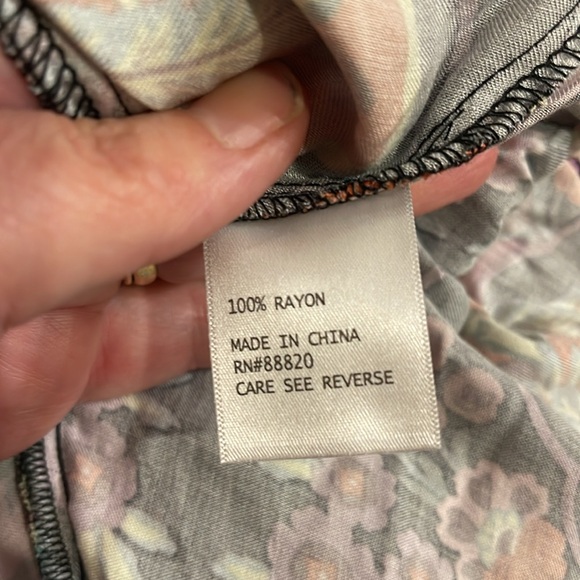 100% RAYON
MADE IN CHINA
RN#88820
CARE SEE REVERSE